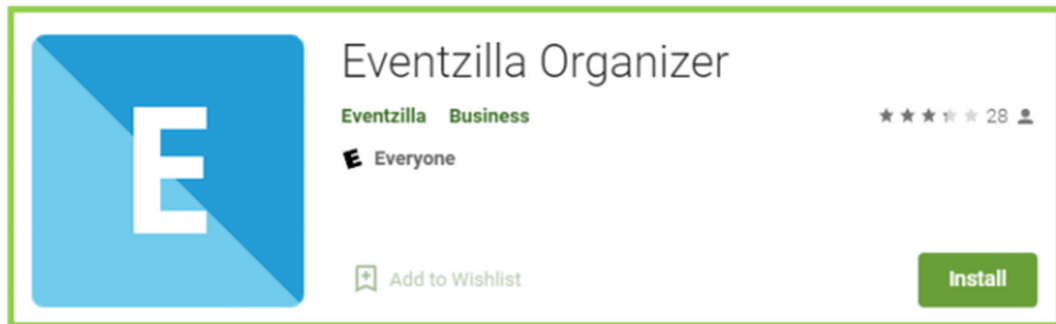 E
Eventzilla Organizer
Eventzilla Business
28
E Everyone
Add to Wishlist
Install